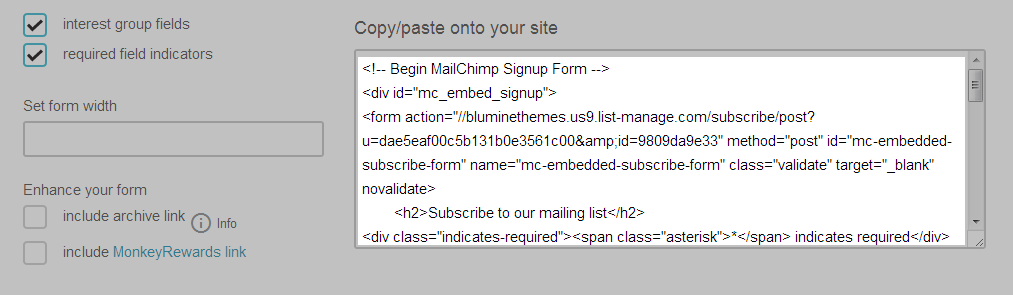 interest group fields
required field indicators
Set form width
Enhance your form
include archive link Info
include MonkeyRewards link
Copy/paste onto your site
<!-- Begin MailChimp Signup Form -->
<div id="mc_embed_signup">
<form action="//bluminethemes.us9.list-manage.com/subscribe/post?
u=dae5eaf00c5b131b0e3561c00&amp;id=9809da9e33" method="post" id="mc-embedded-
subscribe-form" name="mc-embedded-subscribe-form" class="validate" target="_blank"
novalidate>
<h2>Subscribe to our mailing list</h2>
<div class="indicates-required"><span class="asterisk">*</span> indicates required</div>